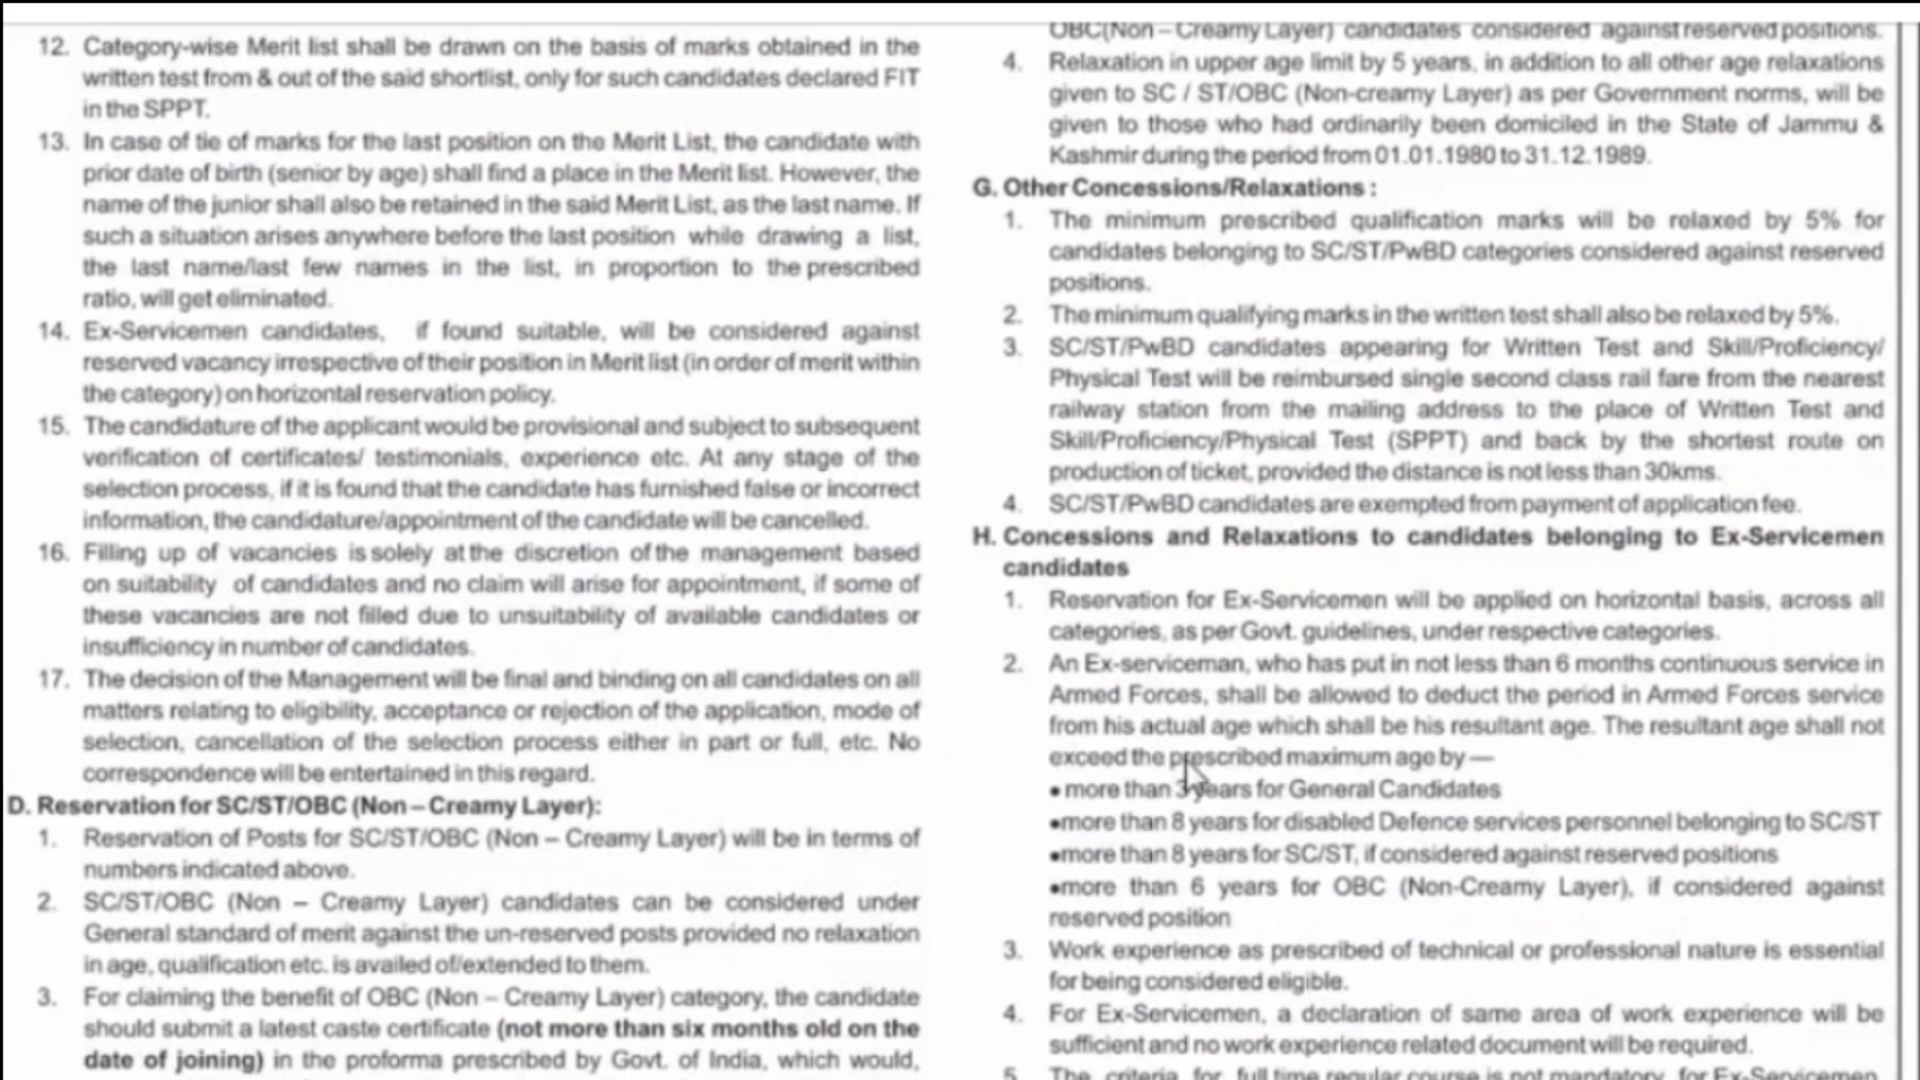 12. Category-wise Merit list shall be drawn on the basis of marks obtained in the
written test from & out of the said shortlist, only for such candidates declared FIT
in the SPPT.
13. In case of tie of marks for the last position on the Merit List, the candidate with
prior date of birth (senior by age) shall find a place in the Merit list. However, the
name of the junior shall also be retained in the said Merit List, as the last name. If
such a situation arises anywhere before the last position while drawing a list,
the last name/last few names in the list, in proportion to the prescribed
ratio, will get eliminated.
14. Ex-Servicemen candidates, if found suitable, will be considered against
reserved vacancy irrespective of their position in Merit list (in order of merit within
the category) on horizontal reservation policy.
15. The candidature of the applicant would be provisional and subject to subsequent
verification of certificates/ testimonials, experience etc. At any stage of the
selection process, if it is found that the candidate has furnished false or incorrect
information, the candidature/appointment of the candidate will be cancelled.
16. Filling up of vacancies is solely at the discretion of the management based
on suitability of candidates and no claim will arise for appointment, if some of
these vacancies are not filled due to unsuitability of available candidates or
insufficiency in number of candidates.
17. The decision of the Management will be final and binding on all candidates on all
matters relating to eligibility, acceptance or rejection of the application, mode of
selection, cancellation of the selection process either in part or full, etc. No
correspondence will be entertained in this regard.
D. Reservation for SC/ST/OBC (Non – Creamy Layer):
1. Reservation of Posts for SC/ST/OBC (Non – Creamy Layer) will be in terms of
numbers indicated above.
2. SC/ST/OBC (Non – Creamy Layer) candidates can be considered under
General standard of merit against the un-reserved posts provided no relaxation
in age, qualification etc. is availed of/extended to them.
3. For claiming the benefit of OBC (Non – Creamy Layer) category, the candidate
should submit a latest caste certificate (not more than six months old on the
date of joining) in the proforma prescribed by Govt. of India, which would,
OBC(Non – Creamy Layer) candidates considered against reserved positions.
4. Relaxation in upper age limit by 5 years, in addition to all other age relaxations
given to SC / ST/OBC (Non-creamy Layer) as per Government norms, will be
given to those who had ordinarily been domiciled in the State of Jammu &
Kashmir during the period from 01.01.1980 to 31.12.1989.
G. Other Concessions/Relaxations :
1. The minimum prescribed qualification marks will be relaxed by 5% for
candidates belonging to SC/ST/PwBD categories considered against reserved
positions.
2. The minimum qualifying marks in the written test shall also be relaxed by 5%.
3. SC/ST/PwBD candidates appearing for Written Test and Skill/Proficiency/
Physical Test will be reimbursed single second class rail fare from the nearest
railway station from the mailing address to the place of Written Test and
Skill/Proficiency/Physical Test (SPPT) and back by the shortest route on
production of ticket, provided the distance is not less than 30kms.
4. SC/ST/PwBD candidates are exempted from payment of application fee.
H. Concessions and Relaxations to candidates belonging to Ex-Servicemen
candidates
1. Reservation for Ex-Servicemen will be applied on horizontal basis, across all
categories, as per Govt. guidelines, under respective categories.
2. An Ex-serviceman, who has put in not less than 6 months continuous service in
Armed Forces, shall be allowed to deduct the period in Armed Forces service
from his actual age which shall be his resultant age. The resultant age shall not
exceed the prescribed maximum age by —
• more than 3 years for General Candidates
•more than 8 years for disabled Defence services personnel belonging to SC/ST
•more than 8 years for SC/ST, if considered against reserved positions
•more than 6 years for OBC (Non-Creamy Layer), if considered against
reserved position
3. Work experience as prescribed of technical or professional nature is essential
for being considered eligible.
4. For Ex-Servicemen, a declaration of same area of work experience will be
sufficient and no work experience related document will be required.
5. The criteria for full time regular course is not mandatory for Ex-Servicemen